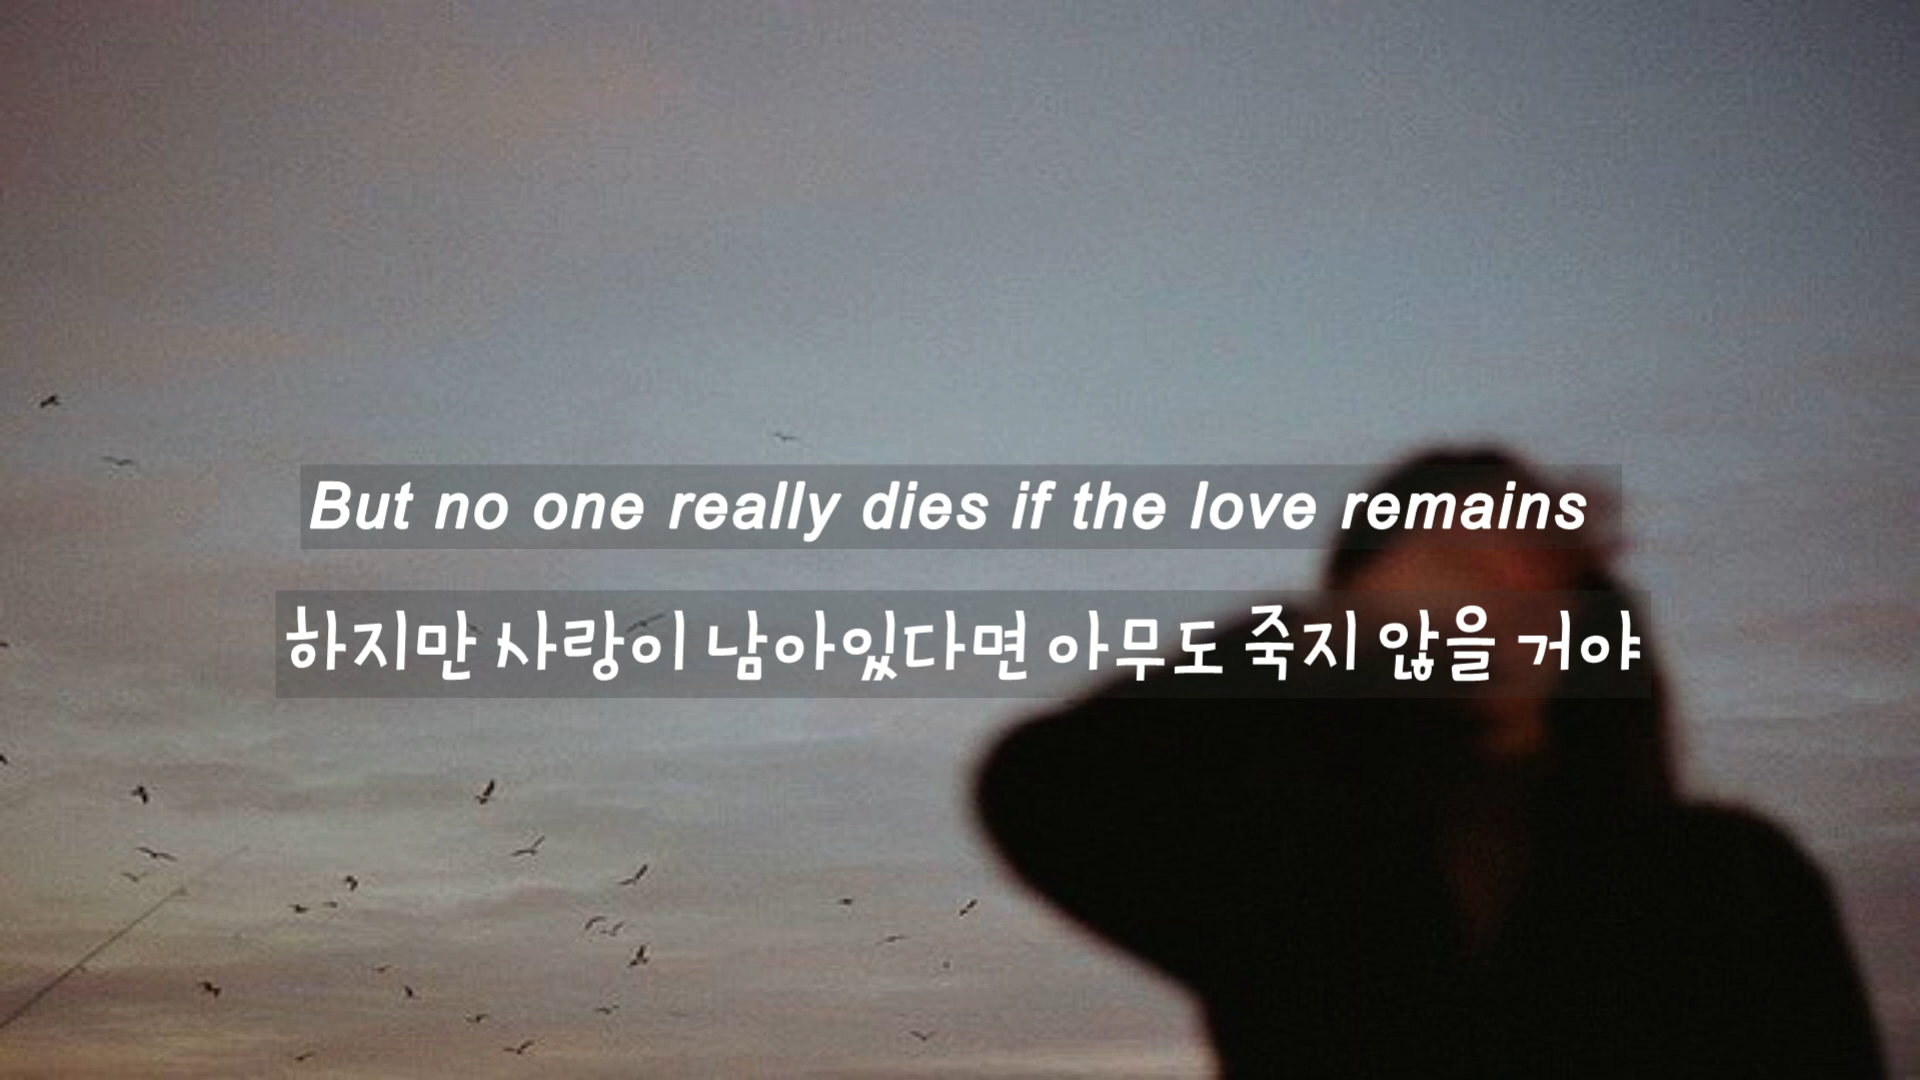 But no one really dies if the love remains
하지만 사랑이 남아있다면 아무도 죽지 않을 거야